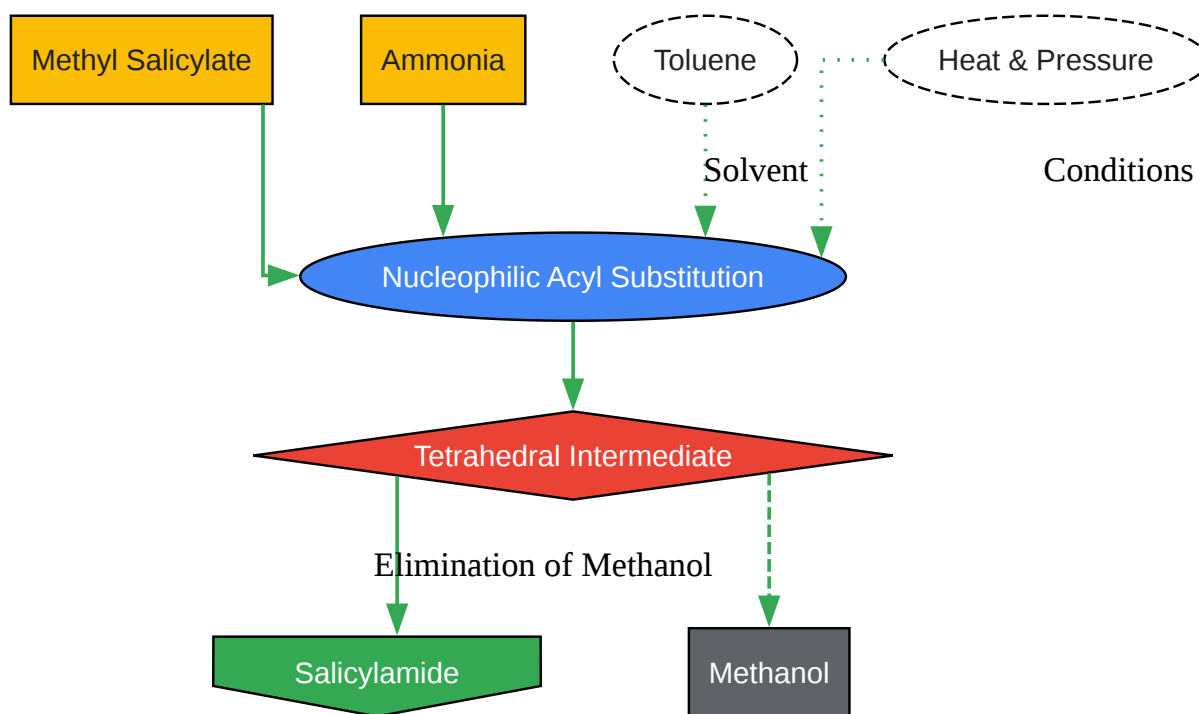 Methyl Salicylate
Ammonia
Toluene
Heat & Pressure
Solvent
Conditions
Nucleophilic Acyl Substitution
Tetrahedral Intermediate
Elimination of Methanol
Salicylamide
Methanol